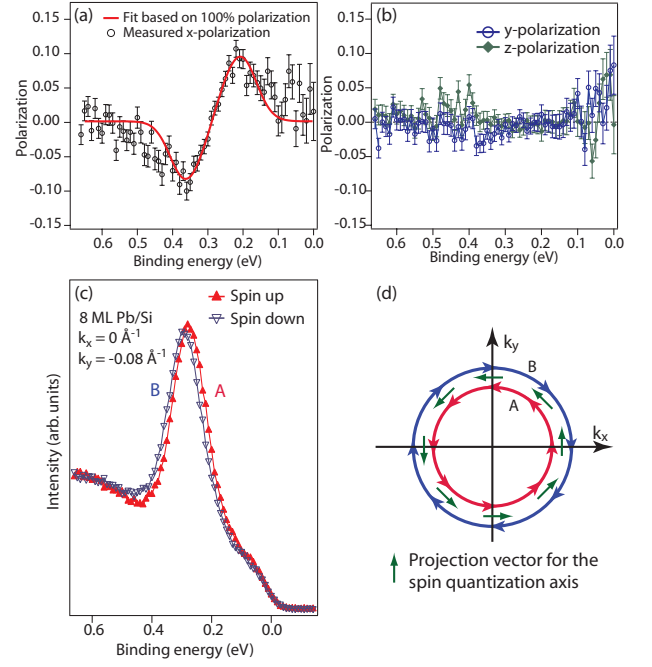 (a)
Fit based on 100% polarization
Measured x-polarization
0.15
0.10
0.05
0.00
-0.05
-0.10
-0.15
Polarization
0.6 0.5 0.4 0.3 0.2 0.1 0.0
Binding energy (eV)
(b)
y-polarization
z-polarization
0.15
0.10
0.05
0.00
-0.05
-0.10
-0.15
Polarization
0.6 0.5 0.4 0.3 0.2 0.1 0.0
Binding energy (eV)
(c)
Spin up
Spin down
8 ML Pb/Si
kx = 0 Å-1
ky = -0.08 Å-1
B A
Intensity (arb. units)
0.6 0.4 0.2 0.0
Binding energy (eV)
(d)
ky
B
A
kx
Projection vector for the
spin quantization axis